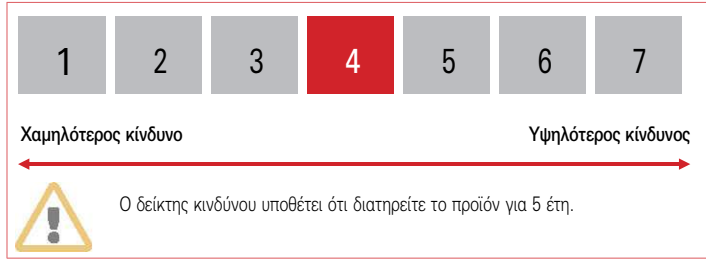 1 2 3 4 5 6 7
Χαμηλότερος κίνδυνο Υψηλότερος κίνδυνος
Ο δείκτης κινδύνου υποθέτει ότι διατηρείτε το προϊόν για 5 έτη.